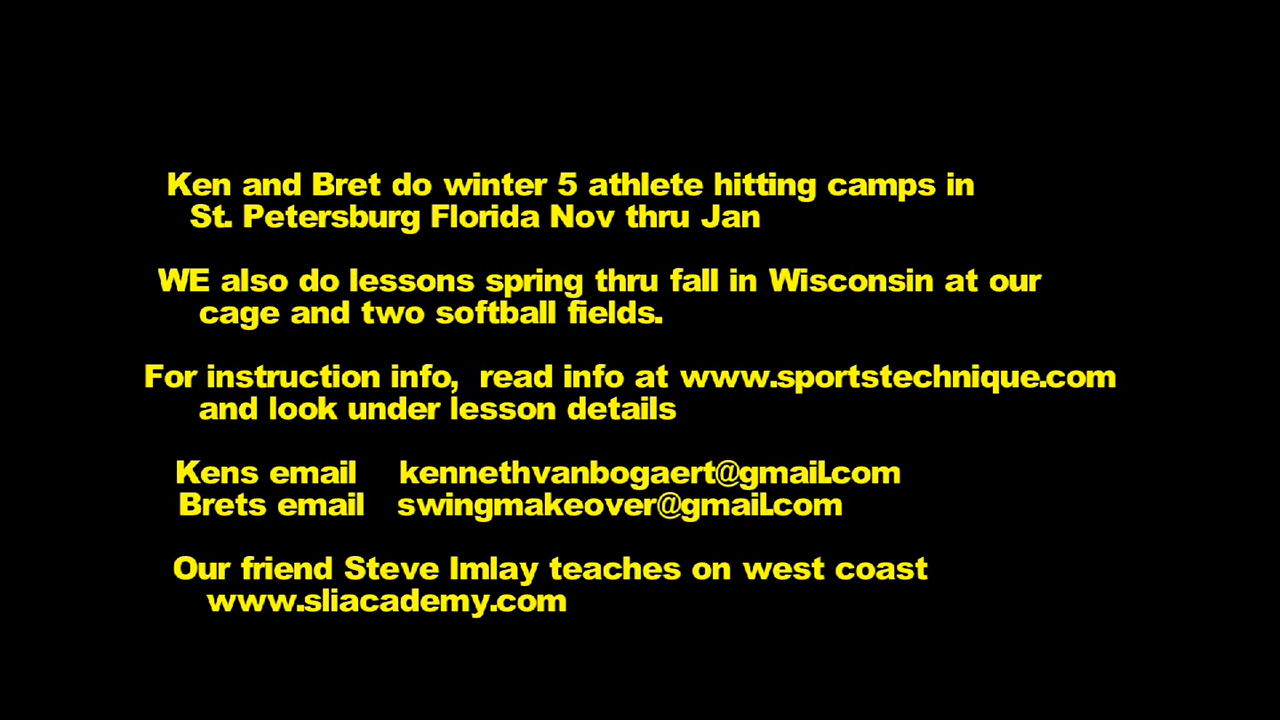 Ken and Bret do winter 5 athlete hitting camps in
St. Petersburg Florida Nov thru Jan
WE also do lessons spring thru fall in Wisconsin at our
cage and two softball fields.
For instruction info,  read info at www.sportstechnique.com
and look under lesson details
Kens email    kennethvanbogaert@gmail.com
Brets email   swingmakeover@gmail.com
Our friend Steve Imlay teaches on west coast
www.sliacademy.com